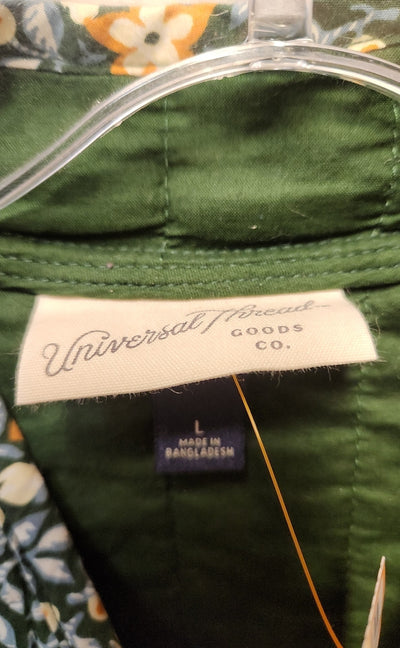 Universal Thread
GOODS
CO.
L
MADE IN
BANGLADESH